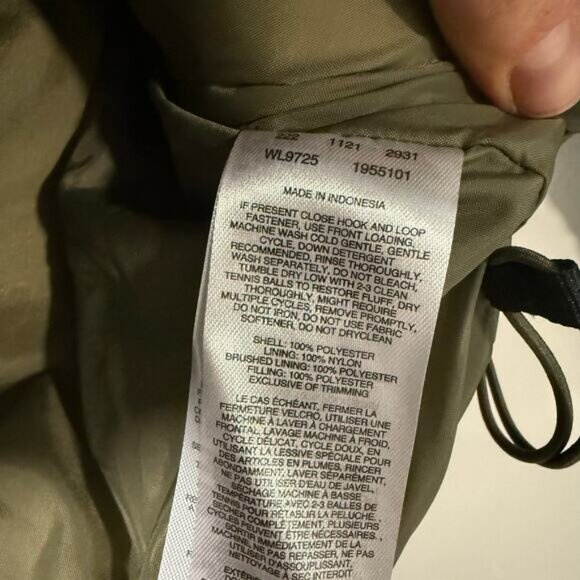 222 1121 2931
WL9725 1955101
MADE IN INDONESIA
IF PRESENT CLOSE HOOK AND LOOP
FASTENER, USE FRONT LOADING,
MACHINE WASH COLD GENTLE, GENTLE
CYCLE, DOWN DETERGENT
RECOMMENDED, RINSE THOROUGHLY,
WASH SEPARATELY, DO NOT BLEACH,
TUMBLE DRY LOW WITH 2-3 CLEAN
TENNIS BALLS TO RESTORE FLUFF, DRY
THOROUGHLY, MIGHT REQUIRE
MULTIPLE CYCLES, REMOVE PROMPTLY,
DO NOT IRON, DO NOT USE FABRIC
SOFTENER, DO NOT DRYCLEAN
SHELL: 100% POLYESTER
LINING: 100% NYLON
BRUSHED LINING: 100% POLYESTER
FILLING: 100% POLYESTER
EXCLUSIVE OF TRIMMING
LE CAS ÉCHÉANT, FERMER LA
FERMETURE VELCRO, UTILISER UNE
MACHINE À LAVER À CHARGEMENT
FRONTAL, LAVAGE MACHINE À FROID,
CYCLE DÉLICAT, CYCLE DOUX, EN
UTILISANT LA LESSIVE SPÉCIALE POUR
DES ARTICLES EN PLUMES, RINCER
ABONDAMMENT, LAVER SÉPARÉMENT,
NE PAS UTILISER D'EAU DE JAVEL,
SÉCHAGE MACHINE À BASSE
TEMPÉRATURE AVEC 2-3 BALLES DE
TENNIS POUR RÉTABLIR LA PELUCHE,
SÉCHER COMPLÈTEMENT, PLUSIEURS
CYCLES PEUVENT ÊTRE NÉCESSAIRES,
SORTIR IMMÉDIATEMENT DE LA
MACHINE, NE PAS REPASSER, NE PAS
UTILISER D'ASSOUPLISSANT,
NETTOYAGE À SEC INTERDIT